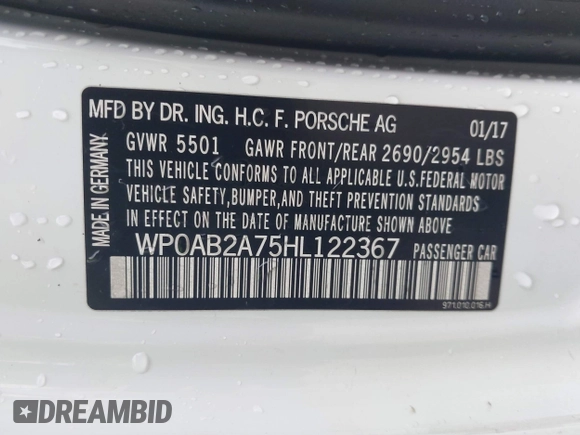 MFD BY DR. ING. H.C. F. PORSCHE AG 01/17
GVWR 5501 GAWR FRONT/REAR 2690/2954 LBS
THIS VEHICLE CONFORMS TO ALL APPLICABLE U.S.FEDERAL MOTOR
VEHICLE SAFETY,BUMPER,AND THEFT PREVENTION STANDARDS
IN EFFECT ON THE DATE OF MANUFACTURE SHOWN ABOVE
WP0AB2A75HL122367 PASSENGER CAR
MADE IN GERMANY
971.010.016.H
DREAMBID